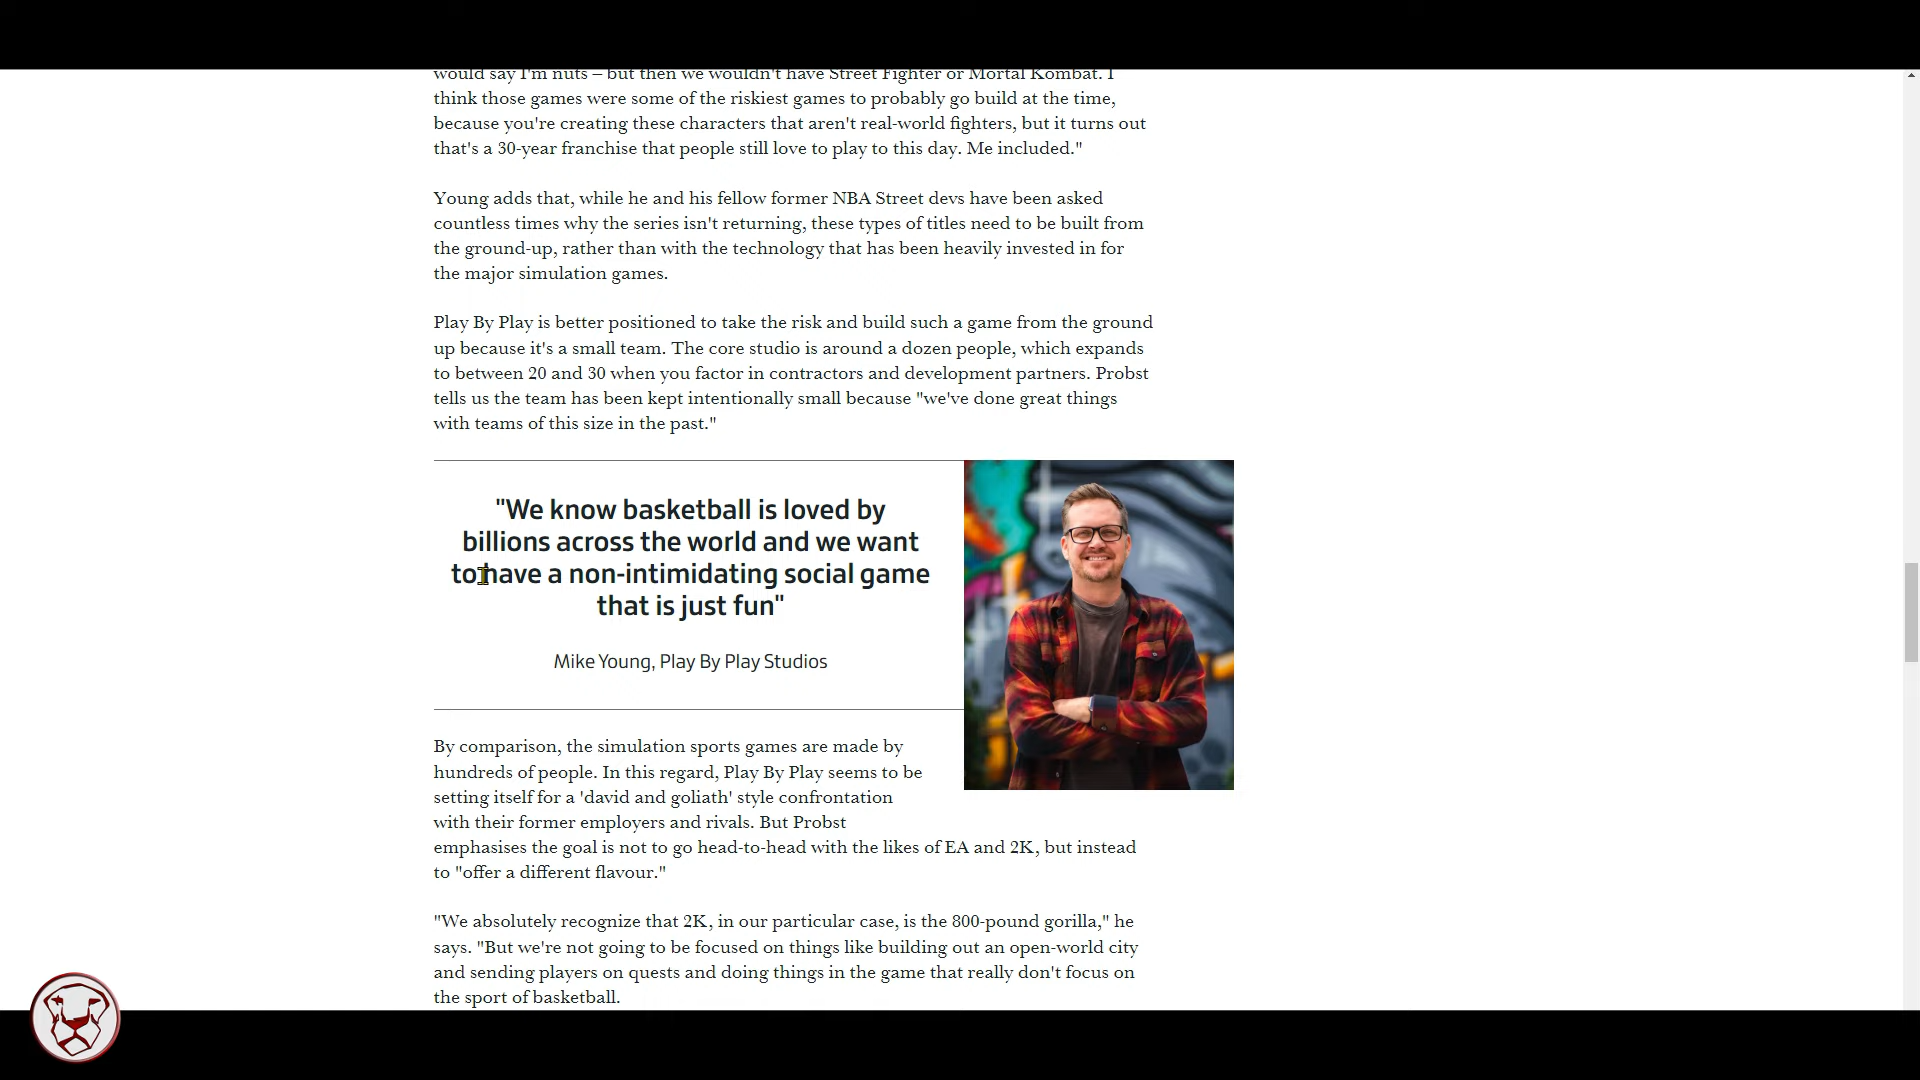 would say I'm nuts – but then we wouldn't have Street Fighter or Mortal Kombat. I
think those games were some of the riskiest games to probably go build at the time,
because you're creating these characters that aren't real-world fighters, but it turns out
that's a 30-year franchise that people still love to play to this day. Me included."
Young adds that, while he and his fellow former NBA Street devs have been asked
countless times why the series isn't returning, these types of titles need to be built from
the ground-up, rather than with the technology that has been heavily invested in for
the major simulation games.
Play By Play is better positioned to take the risk and build such a game from the ground
up because it's a small team. The core studio is around a dozen people, which expands
to between 20 and 30 when you factor in contractors and development partners. Probst
tells us the team has been kept intentionally small because "we've done great things
with teams of this size in the past."
"We know basketball is loved by
billions across the world and we want
to have a non-intimidating social game
that is just fun"
Mike Young, Play By Play Studios
By comparison, the simulation sports games are made by
hundreds of people. In this regard, Play By Play seems to be
setting itself for a 'david and goliath' style confrontation
with their former employers and rivals. But Probst
emphasises the goal is not to go head-to-head with the likes of EA and 2K, but instead
to "offer a different flavour."
"We absolutely recognize that 2K, in our particular case, is the 800-pound gorilla," he
says. "But we're not going to be focused on things like building out an open-world city
and sending players on quests and doing things in the game that really don't focus on
the sport of basketball.